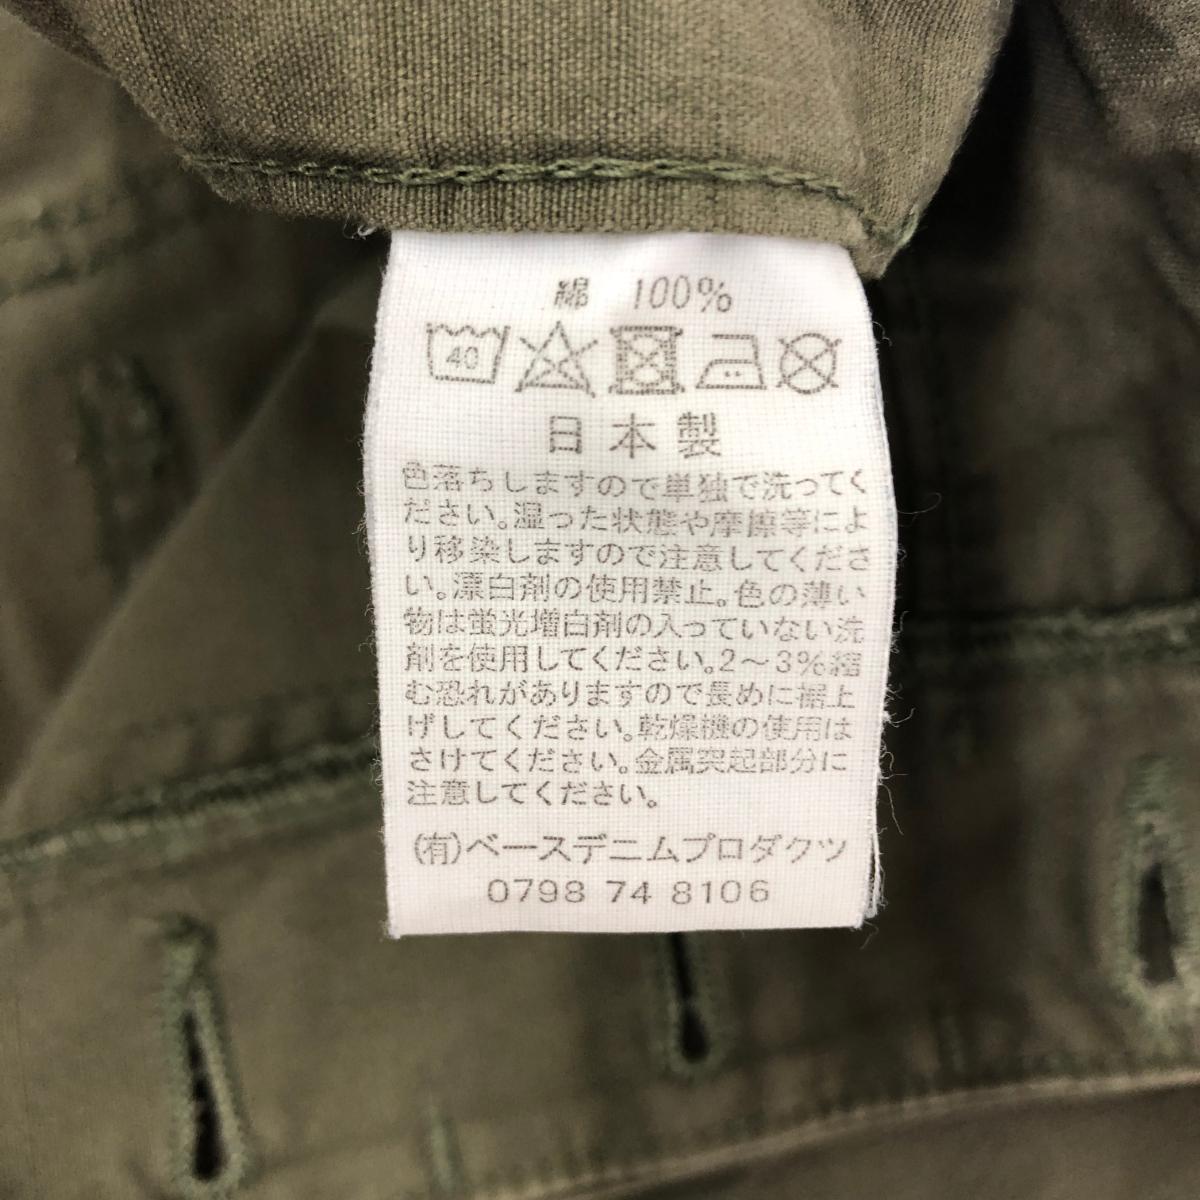 綿 100%
40
日本製
色落ちしますので単独で洗ってく
ださい。湿った状態や摩擦等によ
り移染しますので注意してくださ
い。漂白剤の使用禁止。色の薄い
物は蛍光増白剤の入っていない洗
剤を使用してください。2～3%縮
む恐れがありますので長めに裾上
げしてください。乾燥機の使用は
さけてください。金属突起部分に
注意してください。
(有)ベースデニムプロダクツ
0798 74 8106